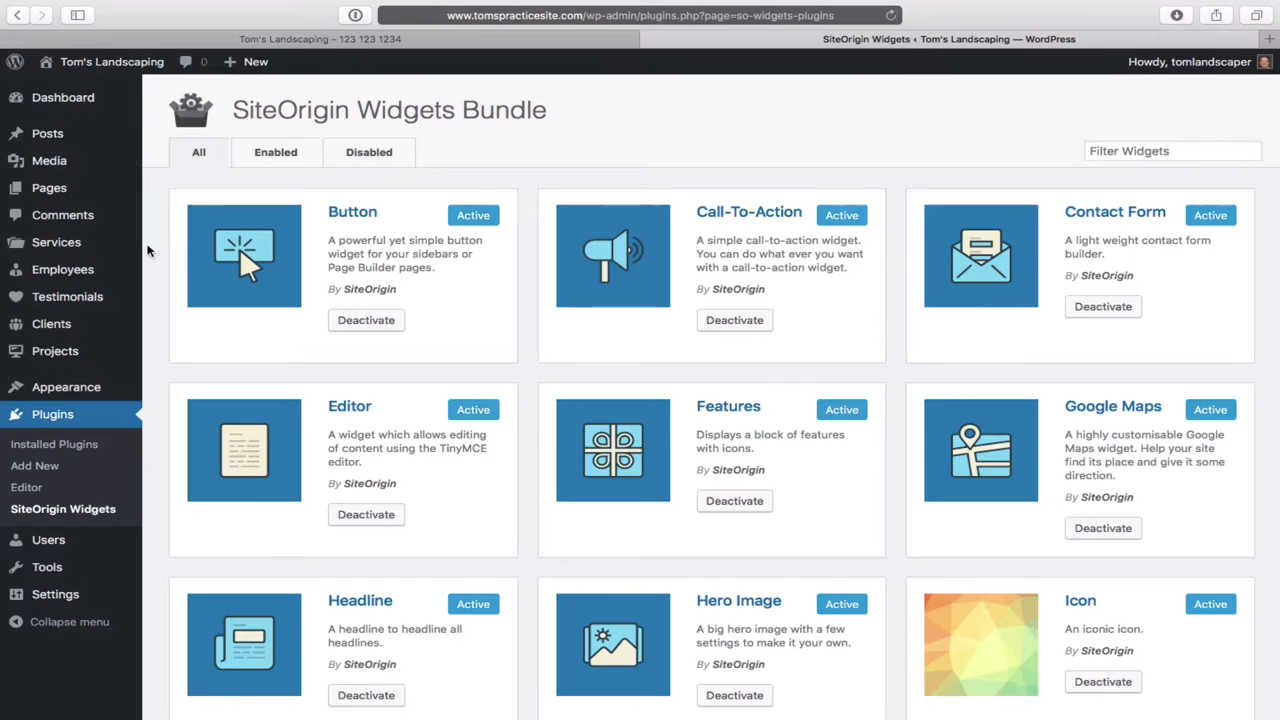 www.tomspracticesite.com/wp-admin/plugins.php?page=so-widgets-plugins
Tom's Landscaping – 123 123 1234
SiteOrigin Widgets ‹ Tom's Landscaping — WordPress
Tom's Landscaping
0
New
Howdy, tomlandscaper
Dashboard
Posts
Media
Pages
Comments
Services
Employees
Testimonials
Clients
Projects
Appearance
Plugins
Installed Plugins
Add New
Editor
SiteOrigin Widgets
Users
Tools
Settings
Collapse menu
SiteOrigin Widgets Bundle
All
Enabled
Disabled
Filter Widgets
Button
Active
A powerful yet simple button
widget for your sidebars or
Page Builder pages.
By SiteOrigin
Deactivate
Call-To-Action
Active
A simple call-to-action widget.
You can do what ever you want
with a call-to-action widget.
By SiteOrigin
Deactivate
Contact Form
Active
A light weight contact form
builder.
By SiteOrigin
Deactivate
Editor
Active
A widget which allows editing
of content using the TinyMCE
editor.
By SiteOrigin
Deactivate
Features
Active
Displays a block of features
with icons.
By SiteOrigin
Deactivate
Google Maps
Active
A highly customisable Google
Maps widget. Help your site
find its place and give it some
direction.
By SiteOrigin
Deactivate
Headline
Active
A headline to headline all
headlines.
By SiteOrigin
Deactivate
Hero Image
Active
A big hero image with a few
settings to make it your own.
By SiteOrigin
Deactivate
Icon
Active
An iconic icon.
By SiteOrigin
Deactivate